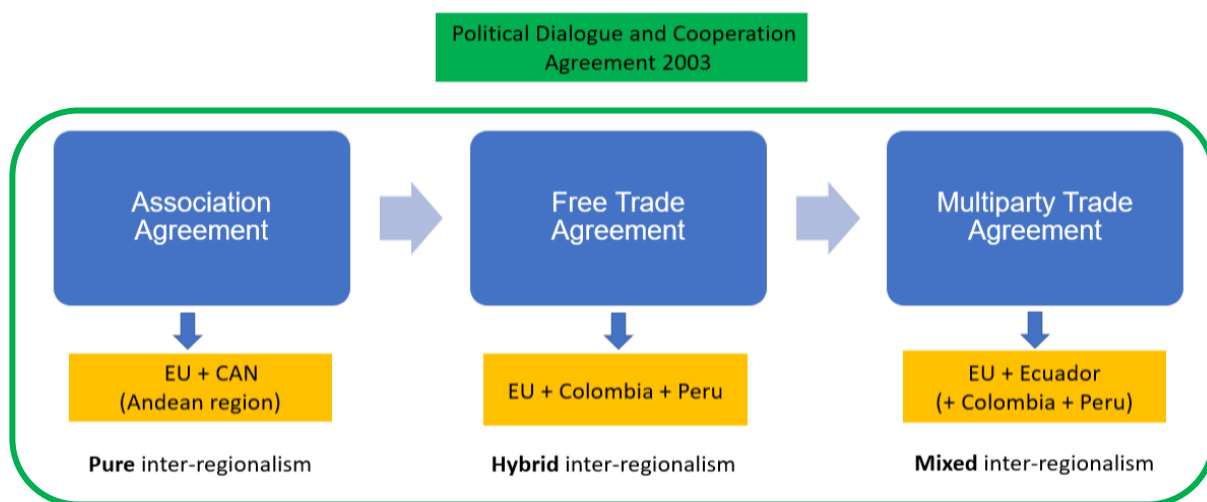 Political Dialogue and Cooperation
Agreement 2003
Association
Agreement
Free Trade
Agreement
Multiparty Trade
Agreement
EU + CAN
(Andean region)
EU + Colombia + Peru
EU + Ecuador
(+ Colombia + Peru)
Pure inter-regionalism
Hybrid inter-regionalism
Mixed inter-regionalism